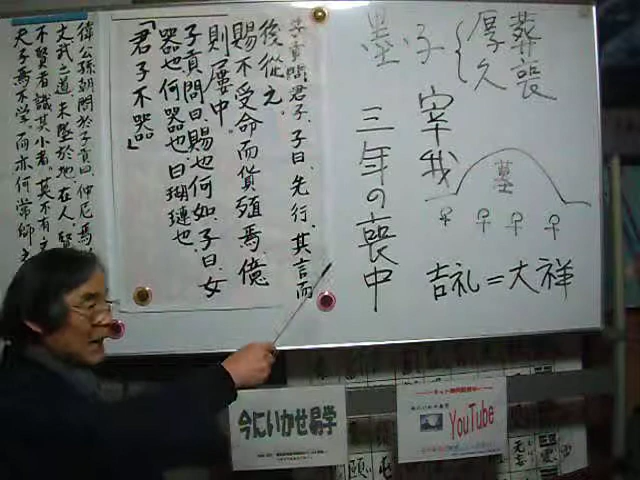 葬喪
厚久
墨子
宰我
三年の喪中
墓
吉礼=大祥
子貢問君子、子曰、先行、其言而
後従之。
賜不受命而貨殖焉、億
則屢中。
子貢問曰、賜也何如、子曰、女
器也、何器也、曰、瑚璉也、
「君子不器」
衛公孫朝問於子貢曰、仲尼焉
文武之道未墜於地在人、賢
不賢者識其小者、莫不有文
夫子焉不学、而亦何常師之
今にいかせ易学
YouTube